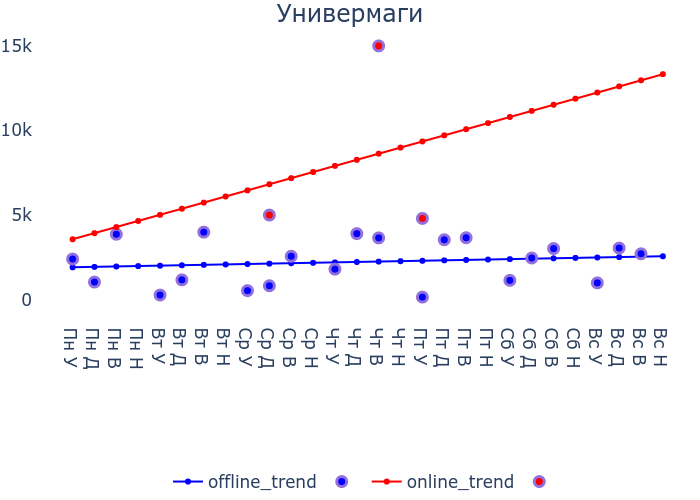 Универмаги
15k
10k
5k
0
Пн У
Пн Д
Пн В
Пн Н
Вт У
Вт Д
Вт В
Вт Н
Ср У
Ср Д
Ср В
Ср Н
Чт У
Чт Д
Чт В
Чт Н
Пт У
Пт Д
Пт В
Пт Н
Сб У
Сб Д
Сб В
Сб Н
Вс У
Вс Д
Вс В
Вс Н
offline_trend online_trend